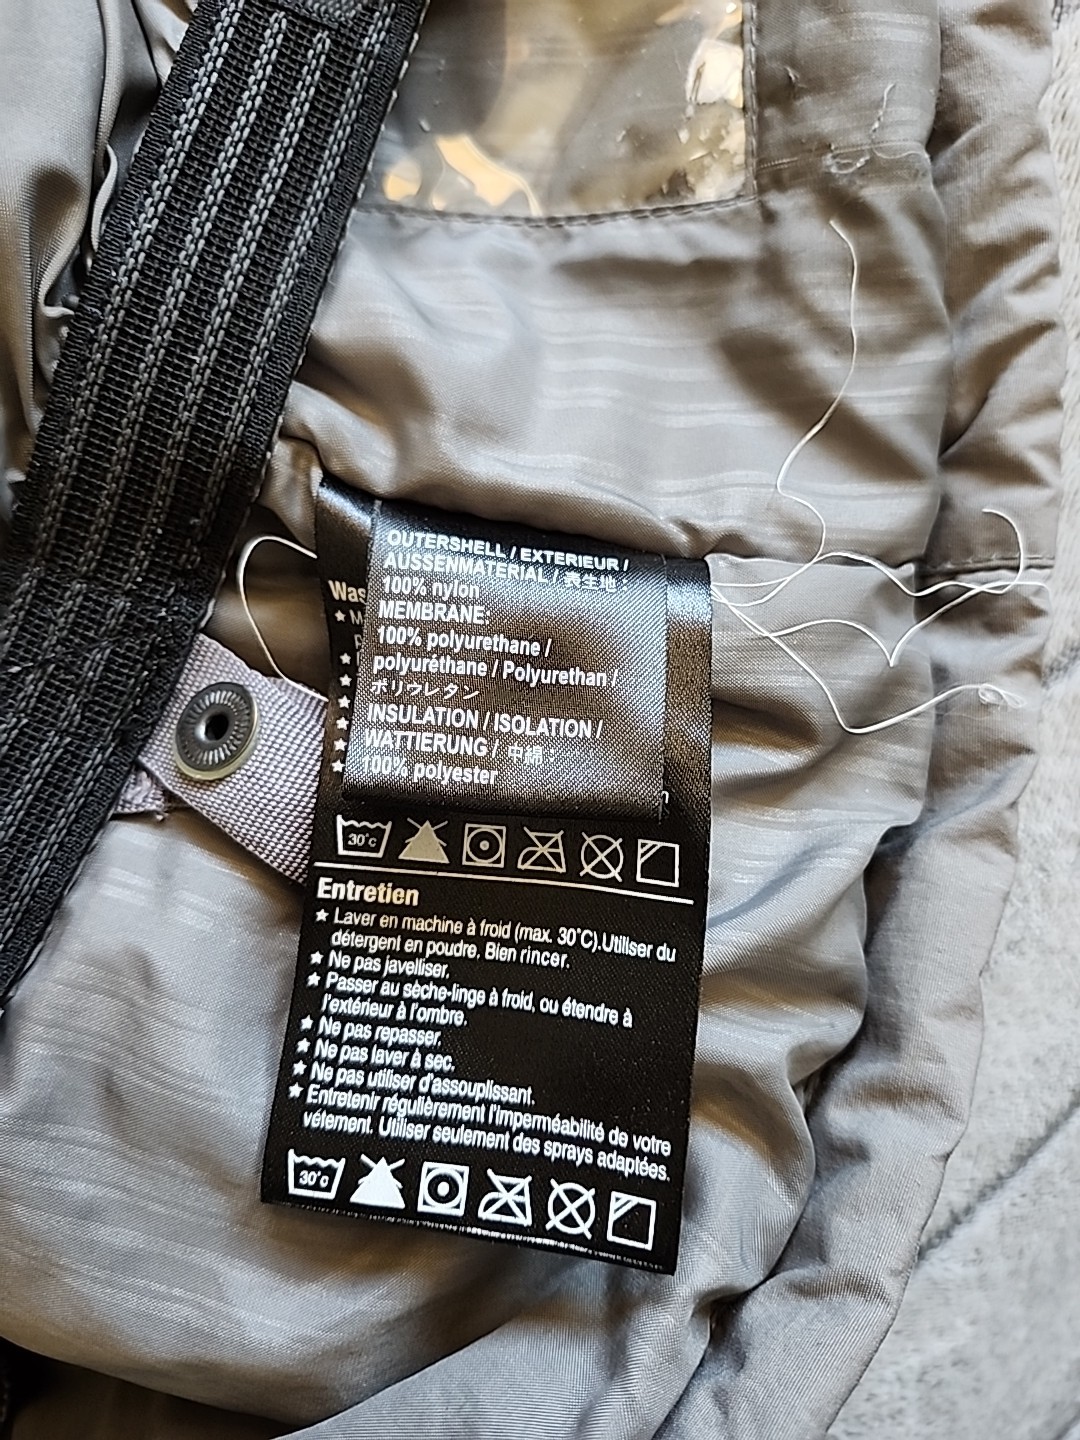 OUTERSHELL / EXTERIEUR /
AUSSENMATERIAL / 表生地:
100% nylon
MEMBRANE:
100% polyurethane /
polyuréthane / Polyurethan /
ポリウレタン
INSULATION / ISOLATION /
WATTIERUNG / 中綿:
100% polyester
30°c
Entretien
★ Laver en machine à froid (max. 30°C).Utiliser du
détergent en poudre. Bien rincer.
★ Ne pas javelliser.
★ Passer au sèche-linge à froid, ou étendre à
l'extérieur à l'ombre.
★ Ne pas repasser.
★ Ne pas laver à sec.
★ Ne pas utiliser d'assouplissant.
★ Entretenir régulièrement l'imperméabilité de votre
vétement. Utiliser seulement des sprays adaptées.
30°c